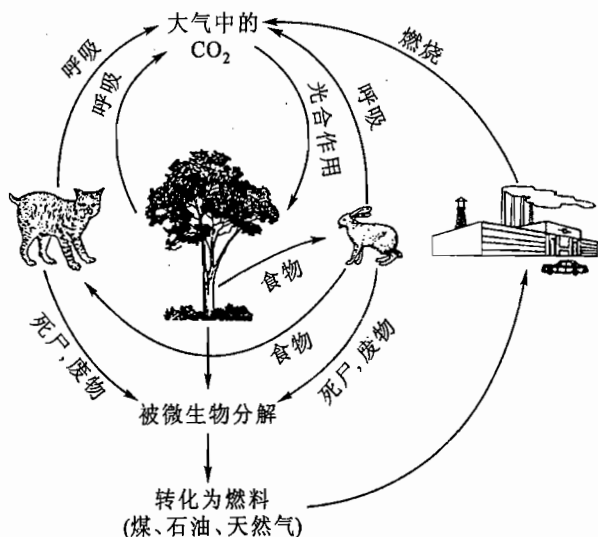 大气中的
CO₂
燃烧
呼吸
呼吸
呼吸
光合作用
食物
食物
死尸,废物
死尸,废物
被微生物分解
转化为燃料
(煤、石油、天然气)